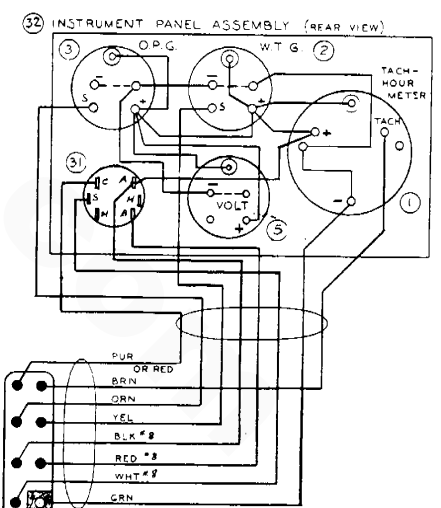 32 INSTRUMENT PANEL ASSEMBLY (REAR VIEW)
3 O.P.G. W.T.G. 2
TACH-
HOUR
METER
- -
S + S +
+ TACH
31
C A
S H
H B
-
VOLT
+
5
-
1
PUR
OR RED
BRN
ORN
YEL
BLK #8
RED #8
WHT #8
GRN